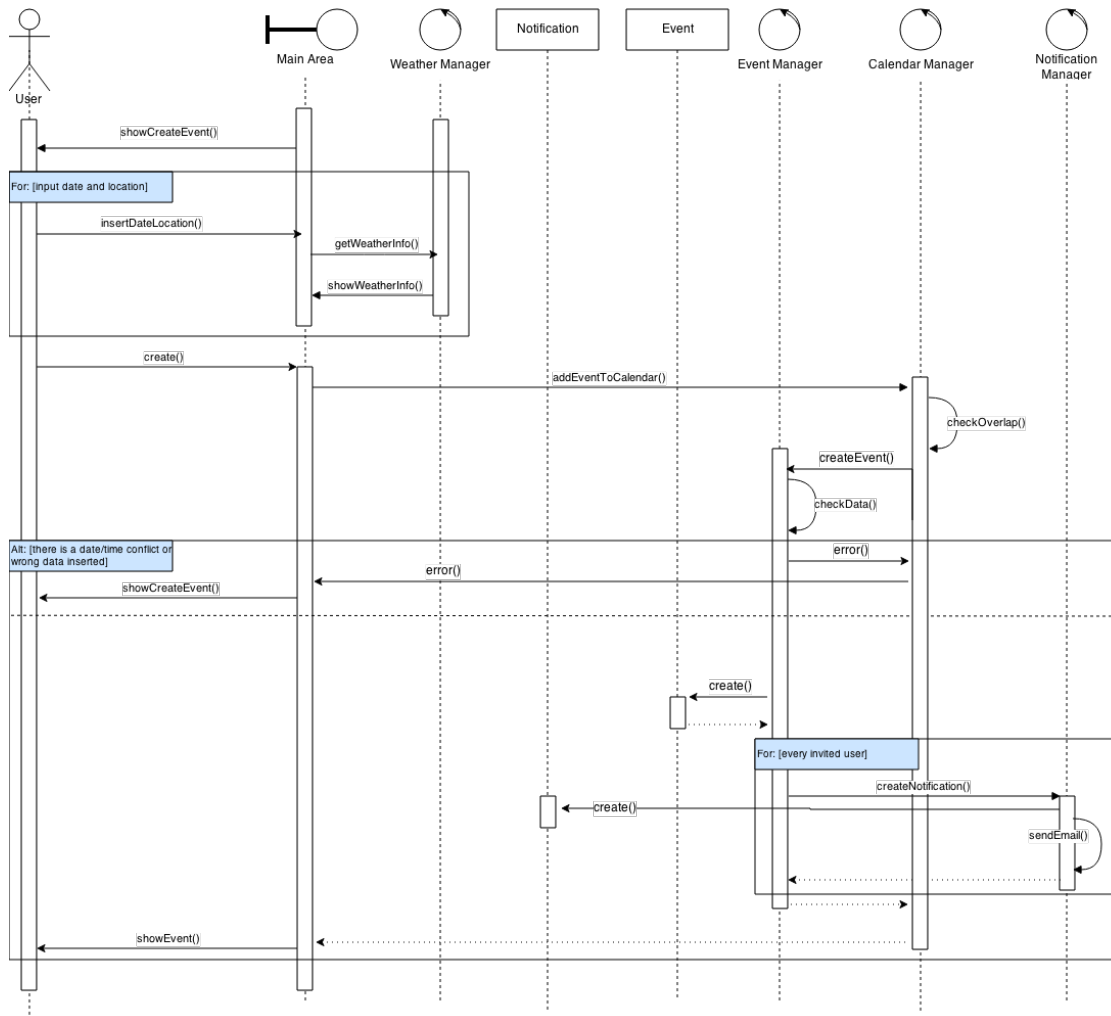 Notification
Event
User
Main Area
Weather Manager
Event Manager
Calendar Manager
Notification
Manager
showCreateEvent()
For: [input date and location]
insertDateLocation()
getWeatherInfo()
showWeatherInfo()
create()
addEventToCalendar()
checkOverlap()
createEvent()
checkData()
Alt: [there is a date/time conflict or
wrong data inserted]
error()
error()
showCreateEvent()
create()
For: [every invited user]
createNotification()
create()
sendEmail()
showEvent()